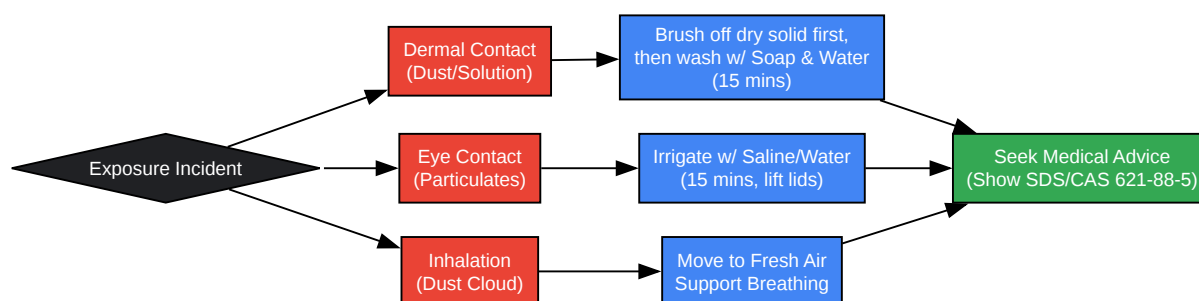 Exposure Incident
Dermal Contact
(Dust/Solution)
Brush off dry solid first,
then wash w/ Soap & Water
(15 mins)
Eye Contact
(Particulates)
Irrigate w/ Saline/Water
(15 mins, lift lids)
Inhalation
(Dust Cloud)
Move to Fresh Air
Support Breathing
Seek Medical Advice
(Show SDS/CAS 621-88-5)